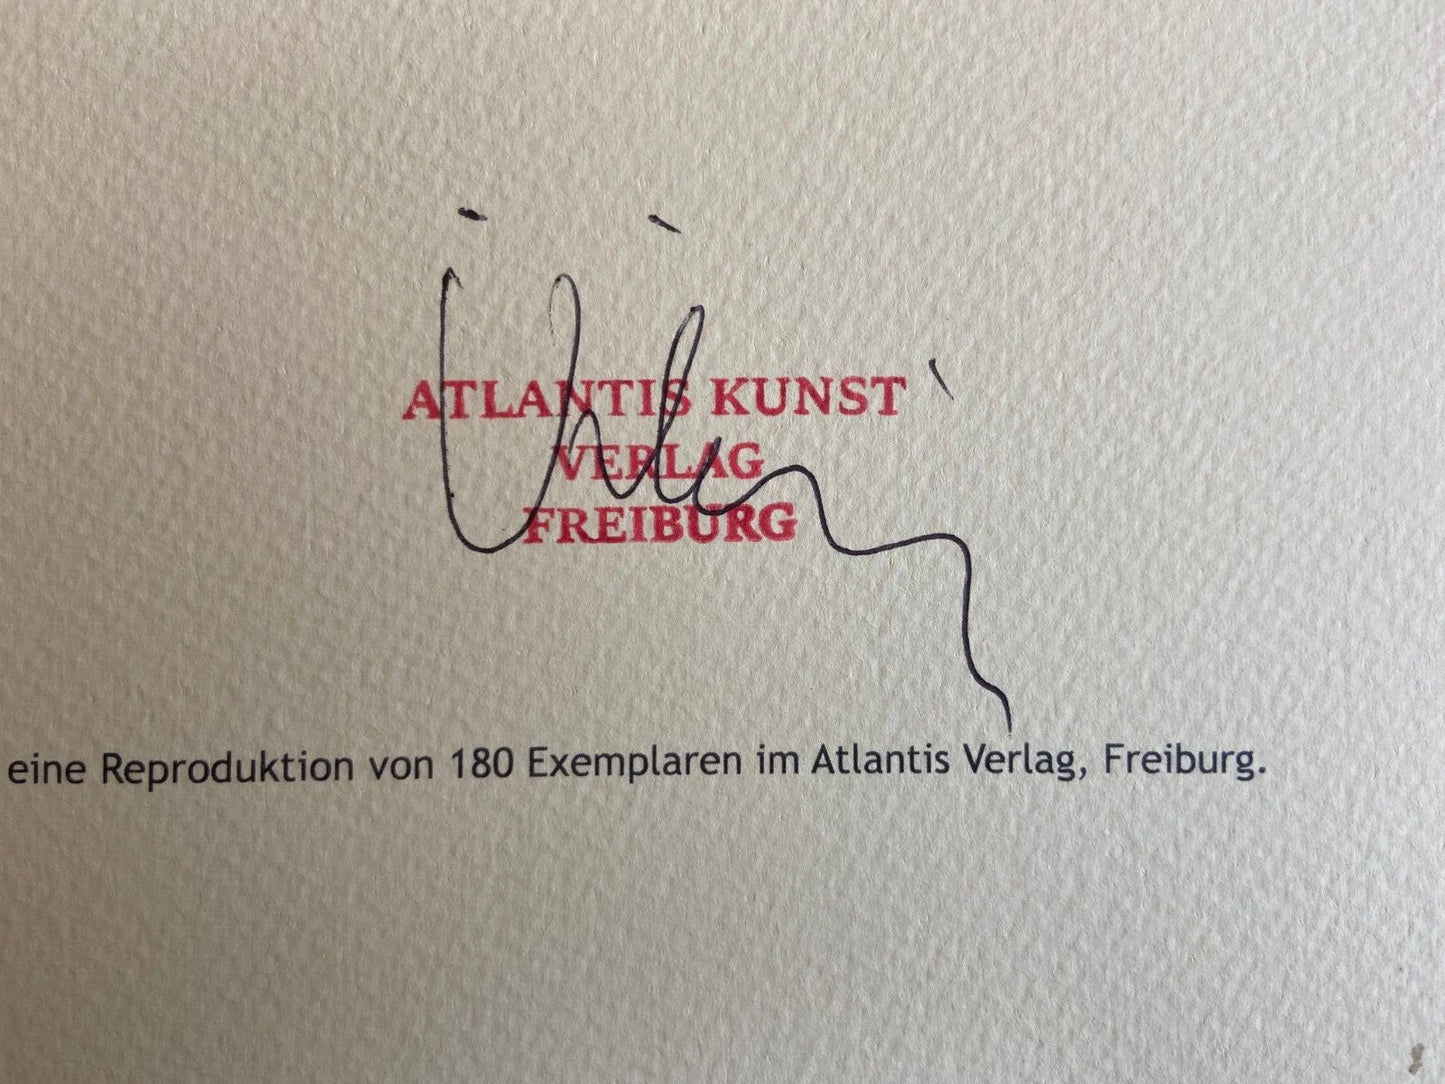 ATLANTIS KUNST
VERLAG
FREIBURG
eine Reproduktion von 180 Exemplaren im Atlantis Verlag, Freiburg.